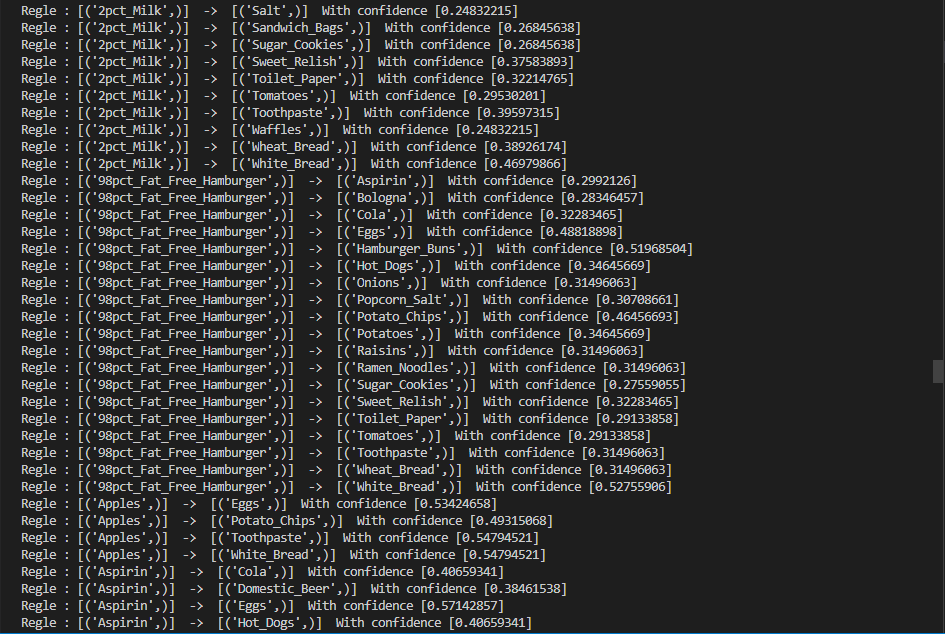 Regle : [('2pct_Milk',)]  ->  [('Salt',)]  With confidence [0.24832215]
Regle : [('2pct_Milk',)]  ->  [('Sandwich_Bags',)]  With confidence [0.26845638]
Regle : [('2pct_Milk',)]  ->  [('Sugar_Cookies',)]  With confidence [0.26845638]
Regle : [('2pct_Milk',)]  ->  [('Sweet_Relish',)]  With confidence [0.37583893]
Regle : [('2pct_Milk',)]  ->  [('Toilet_Paper',)]  With confidence [0.32214765]
Regle : [('2pct_Milk',)]  ->  [('Tomatoes',)]  With confidence [0.29530201]
Regle : [('2pct_Milk',)]  ->  [('Toothpaste',)]  With confidence [0.39597315]
Regle : [('2pct_Milk',)]  ->  [('Waffles',)]  With confidence [0.24832215]
Regle : [('2pct_Milk',)]  ->  [('Wheat_Bread',)]  With confidence [0.38926174]
Regle : [('2pct_Milk',)]  ->  [('White_Bread',)]  With confidence [0.46979866]
Regle : [('98pct_Fat_Free_Hamburger',)]  ->  [('Aspirin',)]  With confidence [0.2992126]
Regle : [('98pct_Fat_Free_Hamburger',)]  ->  [('Bologna',)]  With confidence [0.28346457]
Regle : [('98pct_Fat_Free_Hamburger',)]  ->  [('Cola',)]  With confidence [0.32283465]
Regle : [('98pct_Fat_Free_Hamburger',)]  ->  [('Eggs',)]  With confidence [0.48818898]
Regle : [('98pct_Fat_Free_Hamburger',)]  ->  [('Hamburger_Buns',)]  With confidence [0.51968504]
Regle : [('98pct_Fat_Free_Hamburger',)]  ->  [('Hot_Dogs',)]  With confidence [0.34645669]
Regle : [('98pct_Fat_Free_Hamburger',)]  ->  [('Onions',)]  With confidence [0.31496063]
Regle : [('98pct_Fat_Free_Hamburger',)]  ->  [('Popcorn_Salt',)]  With confidence [0.30708661]
Regle : [('98pct_Fat_Free_Hamburger',)]  ->  [('Potato_Chips',)]  With confidence [0.46456693]
Regle : [('98pct_Fat_Free_Hamburger',)]  ->  [('Potatoes',)]  With confidence [0.34645669]
Regle : [('98pct_Fat_Free_Hamburger',)]  ->  [('Raisins',)]  With confidence [0.31496063]
Regle : [('98pct_Fat_Free_Hamburger',)]  ->  [('Ramen_Noodles',)]  With confidence [0.31496063]
Regle : [('98pct_Fat_Free_Hamburger',)]  ->  [('Sugar_Cookies',)]  With confidence [0.27559055]
Regle : [('98pct_Fat_Free_Hamburger',)]  ->  [('Sweet_Relish',)]  With confidence [0.32283465]
Regle : [('98pct_Fat_Free_Hamburger',)]  ->  [('Toilet_Paper',)]  With confidence [0.29133858]
Regle : [('98pct_Fat_Free_Hamburger',)]  ->  [('Tomatoes',)]  With confidence [0.29133858]
Regle : [('98pct_Fat_Free_Hamburger',)]  ->  [('Toothpaste',)]  With confidence [0.31496063]
Regle : [('98pct_Fat_Free_Hamburger',)]  ->  [('Wheat_Bread',)]  With confidence [0.31496063]
Regle : [('98pct_Fat_Free_Hamburger',)]  ->  [('White_Bread',)]  With confidence [0.52755906]
Regle : [('Apples',)]  ->  [('Eggs',)]  With confidence [0.53424658]
Regle : [('Apples',)]  ->  [('Potato_Chips',)]  With confidence [0.49315068]
Regle : [('Apples',)]  ->  [('Toothpaste',)]  With confidence [0.54794521]
Regle : [('Apples',)]  ->  [('White_Bread',)]  With confidence [0.54794521]
Regle : [('Aspirin',)]  ->  [('Cola',)]  With confidence [0.40659341]
Regle : [('Aspirin',)]  ->  [('Domestic_Beer',)]  With confidence [0.38461538]
Regle : [('Aspirin',)]  ->  [('Eggs',)]  With confidence [0.57142857]
Regle : [('Aspirin',)]  ->  [('Hot_Dogs',)]  With confidence [0.40659341]